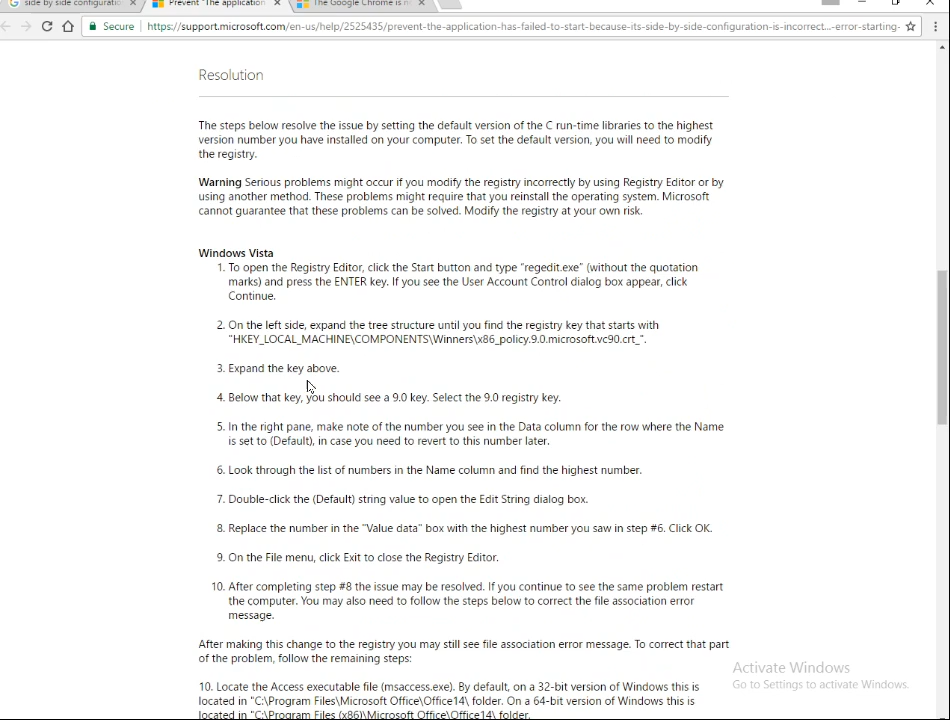 side by side configuratio
Prevent "The application
The Google Chrome is n
Secure
https://support.microsoft.com/en-us/help/2525435/prevent-the-application-has-failed-to-start-because-its-side-by-side-configuration-is-incorrect...-error-starting-
Resolution
The steps below resolve the issue by setting the default version of the C run-time libraries to the highest
version number you have installed on your computer. To set the default version, you will need to modify
the registry.
Warning Serious problems might occur if you modify the registry incorrectly by using Registry Editor or by
using another method. These problems might require that you reinstall the operating system. Microsoft
cannot guarantee that these problems can be solved. Modify the registry at your own risk.
Windows Vista
1. To open the Registry Editor, click the Start button and type "regedit.exe" (without the quotation
marks) and press the ENTER key. If you see the User Account Control dialog box appear, click
Continue.
2. On the left side, expand the tree structure until you find the registry key that starts with
"HKEY_LOCAL_MACHINE\COMPONENTS\Winners\x86_policy.9.0.microsoft.vc90.crt_".
3. Expand the key above.
4. Below that key, you should see a 9.0 key. Select the 9.0 registry key.
5. In the right pane, make note of the number you see in the Data column for the row where the Name
is set to (Default), in case you need to revert to this number later.
6. Look through the list of numbers in the Name column and find the highest number.
7. Double-click the (Default) string value to open the Edit String dialog box.
8. Replace the number in the "Value data" box with the highest number you saw in step #6. Click OK.
9. On the File menu, click Exit to close the Registry Editor.
10. After completing step #8 the issue may be resolved. If you continue to see the same problem restart
the computer. You may also need to follow the steps below to correct the file association error
message.
After making this change to the registry you may still see file association error message. To correct that part
of the problem, follow the remaining steps:
10. Locate the Access executable file (msaccess.exe). By default, on a 32-bit version of Windows this is
located in "C:\Program Files\Microsoft Office\Office14\ folder. On a 64-bit version of Windows this is
located in "C:\Program Files (x86)\Microsoft Office\Office14\ folder.
Activate Windows
Go to Settings to activate Windows.